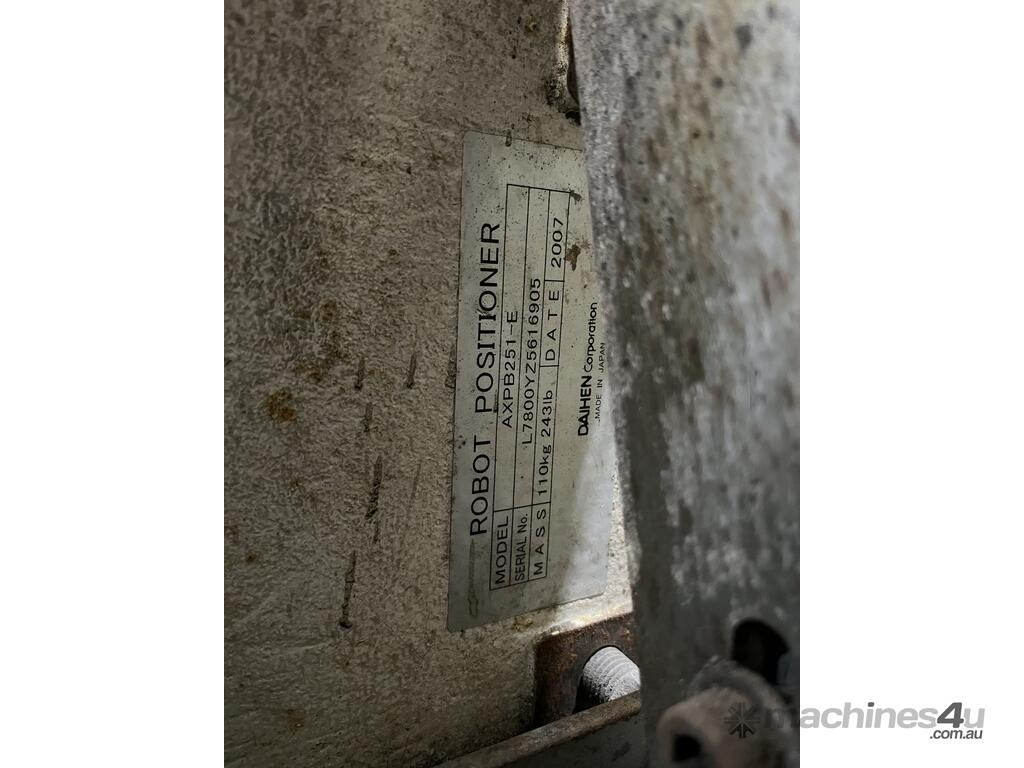 ROBOT POSITIONER
MODEL AXPB251-E
SERIAL No. L7800YZ5616905
MASS 110kg 243lb DATE 2007
DAIHEN Corporation
MADE IN JAPAN
machines4u
.com.au